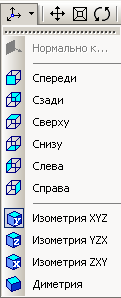 Нормально к...
Спереди
Сзади
Сверху
Снизу
Слева
Справа
Изометрия XYZ
Изометрия YZX
Изометрия ZXY
Диметрия